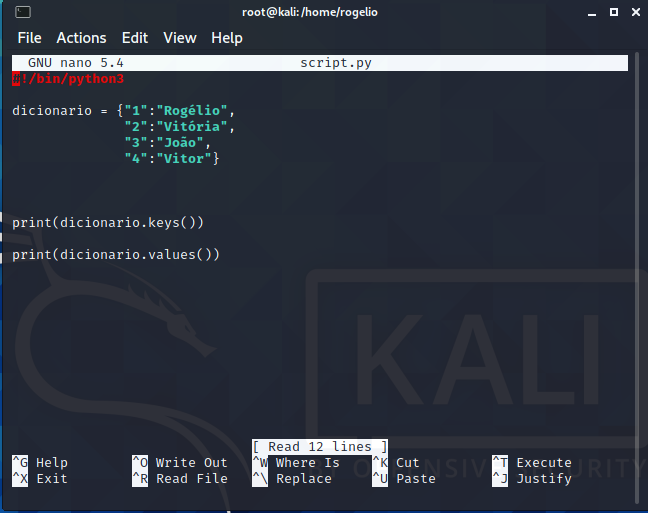 root@kali:/home/rogelio
File Actions Edit View Help
GNU nano 5.4 script.py
#!/bin/python3
dicionario = {"1":"Rogélio",
"2":"Vitória",
"3":"João",
"4":"Vitor"}
print(dicionario.keys())
print(dicionario.values())
KALI
[ Read 12 lines ]
^G Help ^O Write Out ^W Where Is ^K Cut ^T Execute
^X Exit ^R Read File ^\ Replace ^U Paste ^J Justify
OFFENSIVE SECURITY